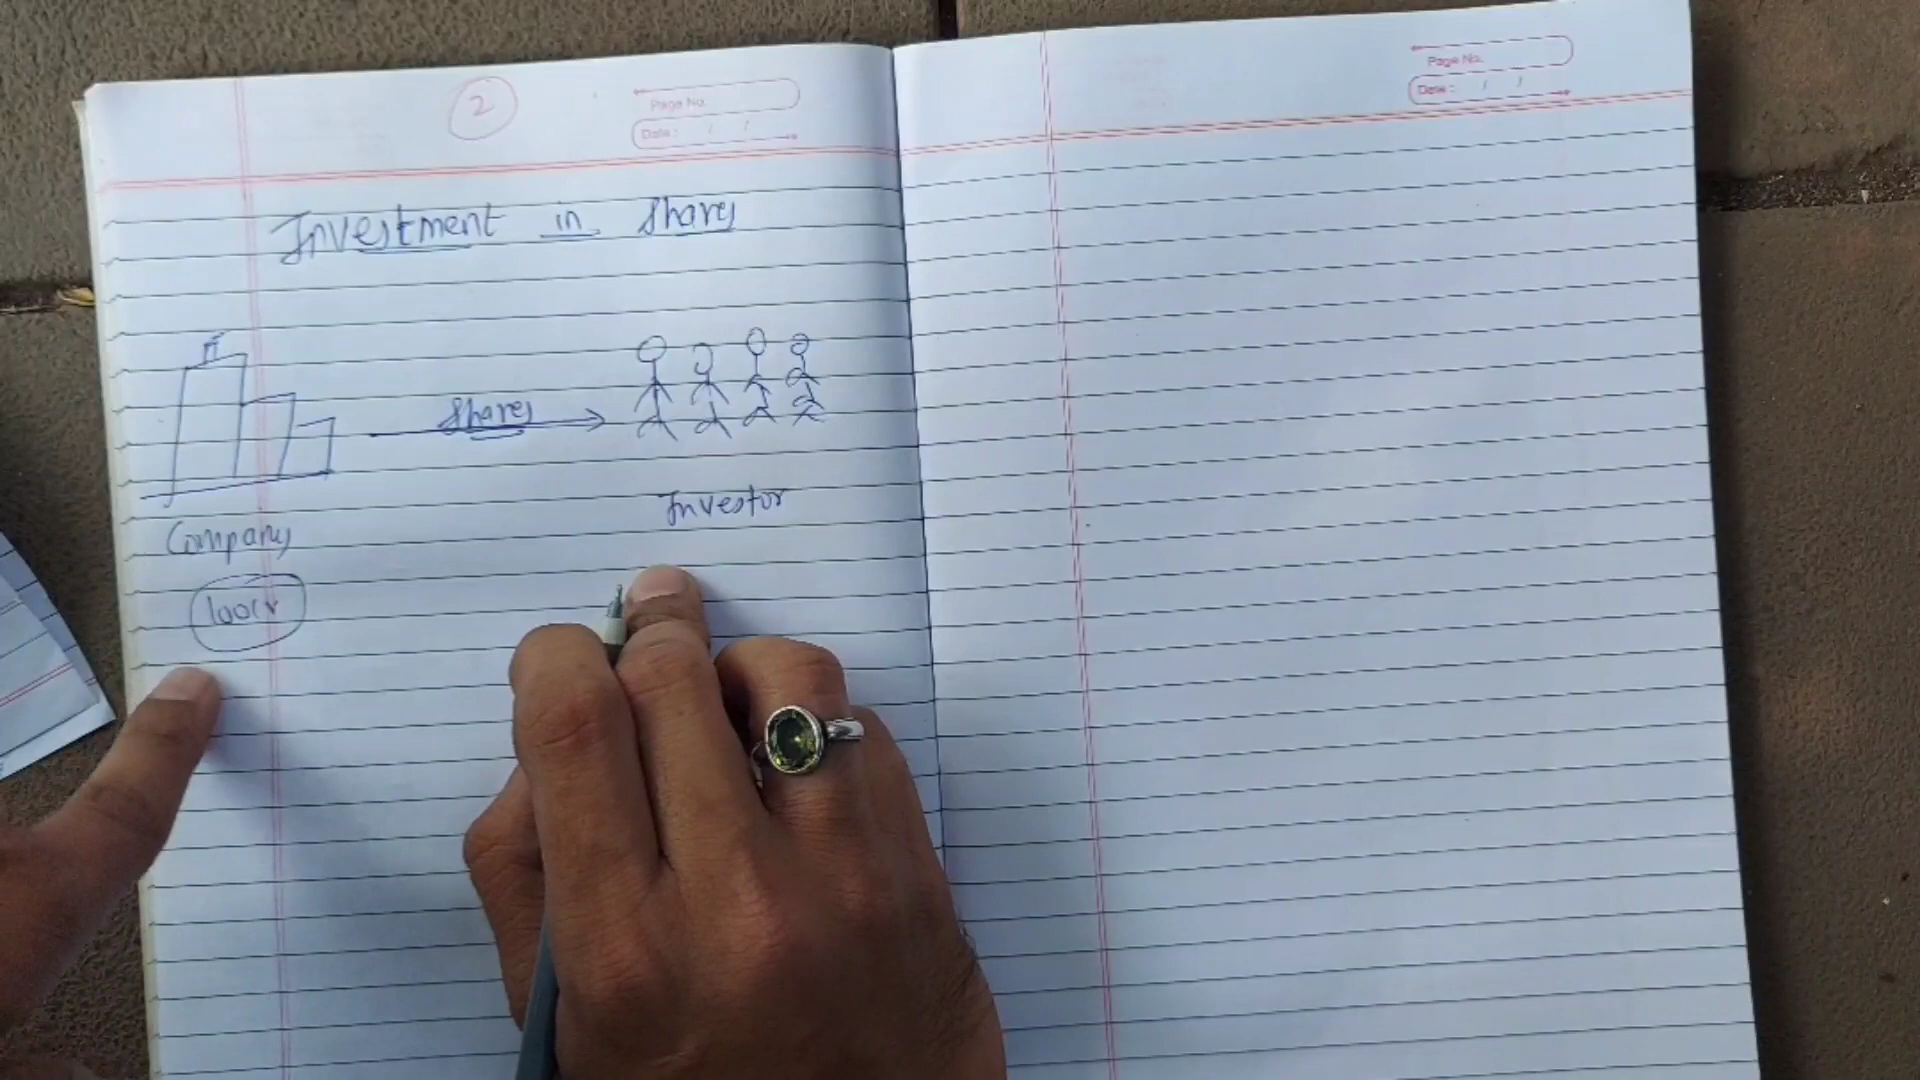 2
Page No.
Date: / /
Page No.
Date: / /
Investment in Shares
Shares
Investor
Company
100Cr